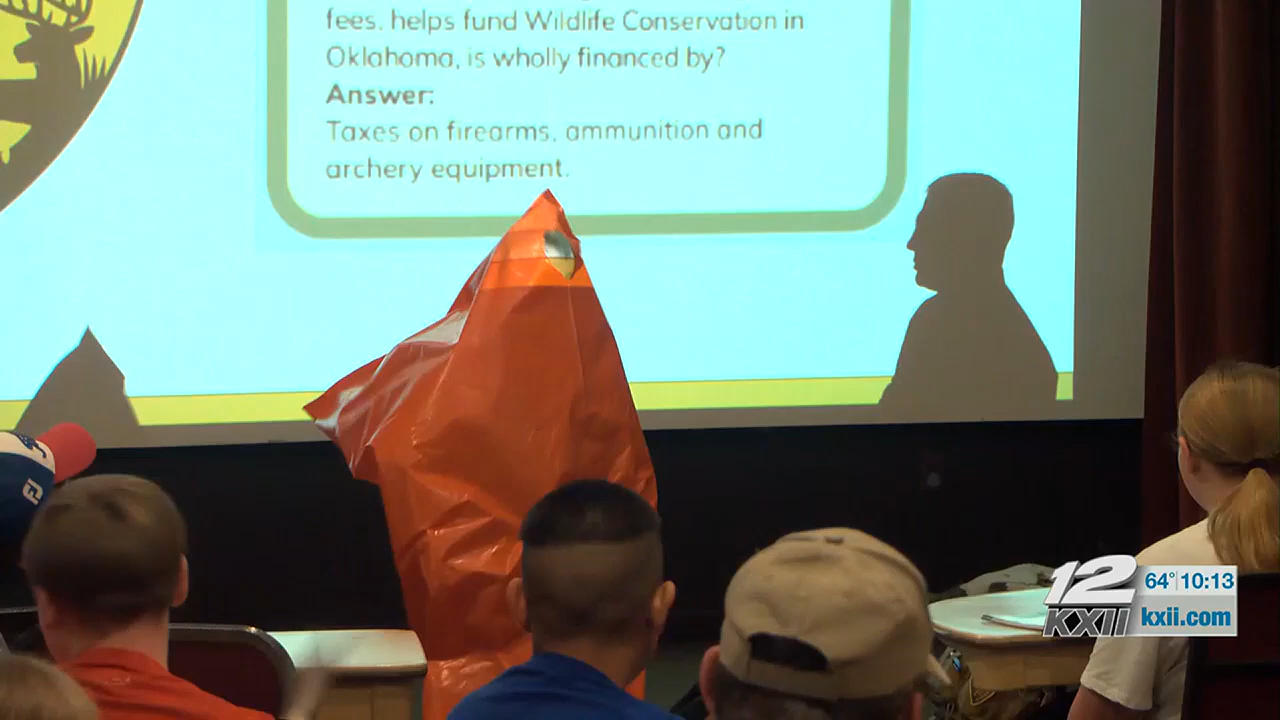 fees, helps fund Wildlife Conservation in
Oklahoma, is wholly financed by?
Answer:
Taxes on firearms, ammunition and
archery equipment.
FJ
12
KXII
64° 10:13
kxii.com